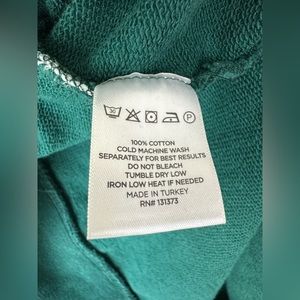 30
P
100% COTTON
COLD MACHINE WASH
SEPARATELY FOR BEST RESULTS
DO NOT BLEACH
TUMBLE DRY LOW
IRON LOW HEAT IF NEEDED
MADE IN TURKEY
RN# 131373